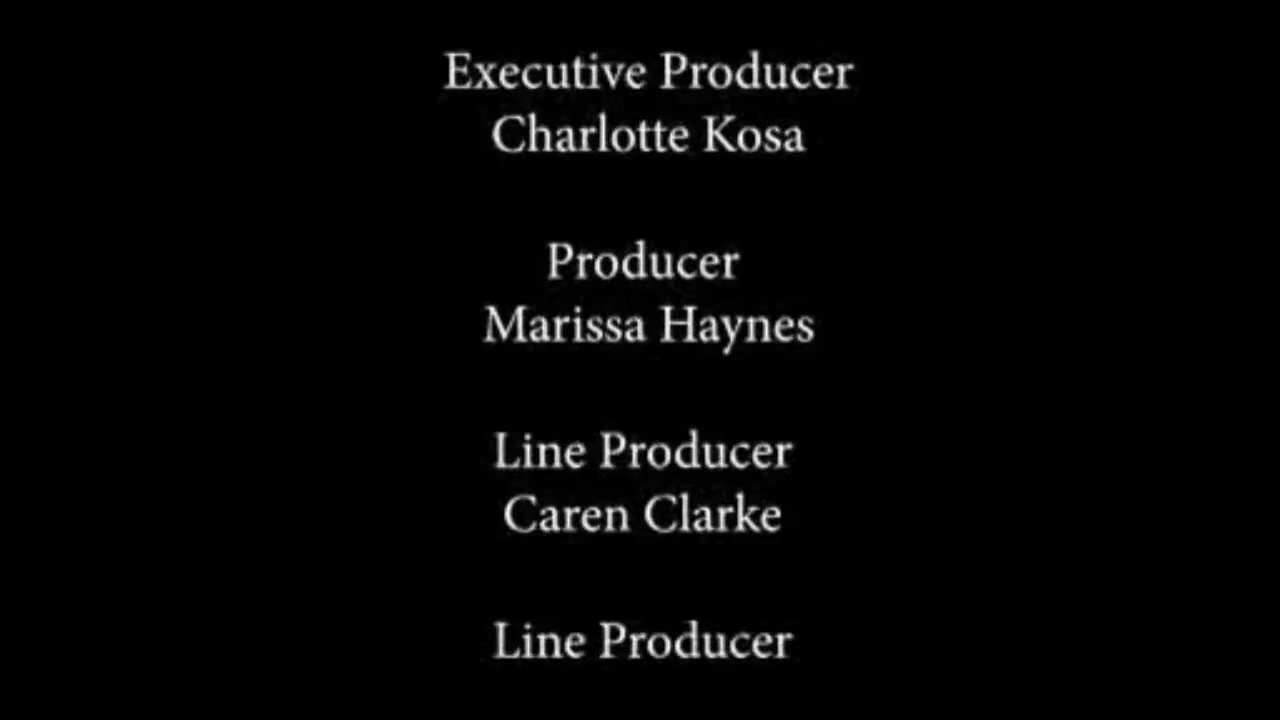 Executive Producer
Charlotte Kosa
Producer
Marissa Haynes
Line Producer
Caren Clarke
Line Producer